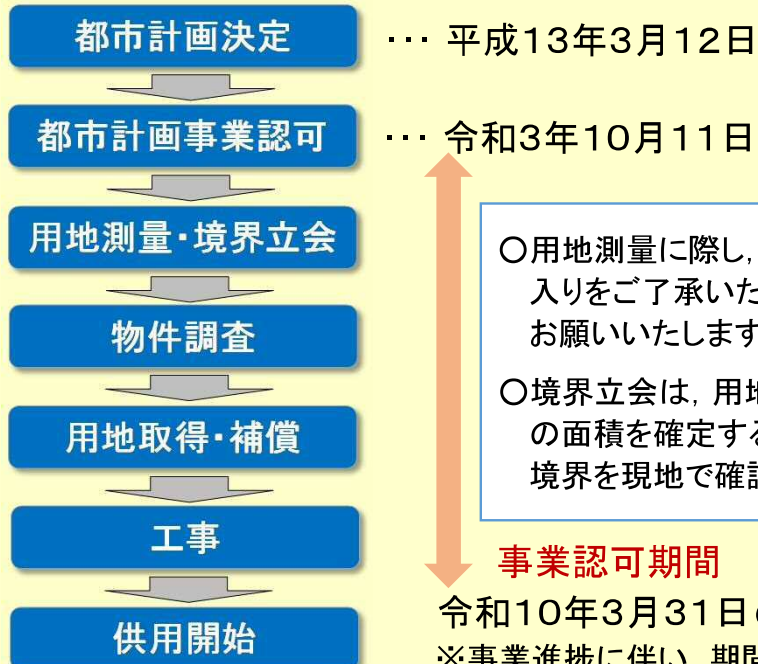 都市計画決定
･･･ 平成13年3月12日
都市計画事業認可
･･･ 令和3年10月11日
用地測量・境界立会
〇用地測量に際し，
入りをご了承いた
お願いいたします
物件調査
〇境界立会は，用地
の面積を確定する
境界を現地で確認
用地取得・補償
工事
事業認可期間
令和10年3月31日
供用開始
※事業進捗に伴い，期間